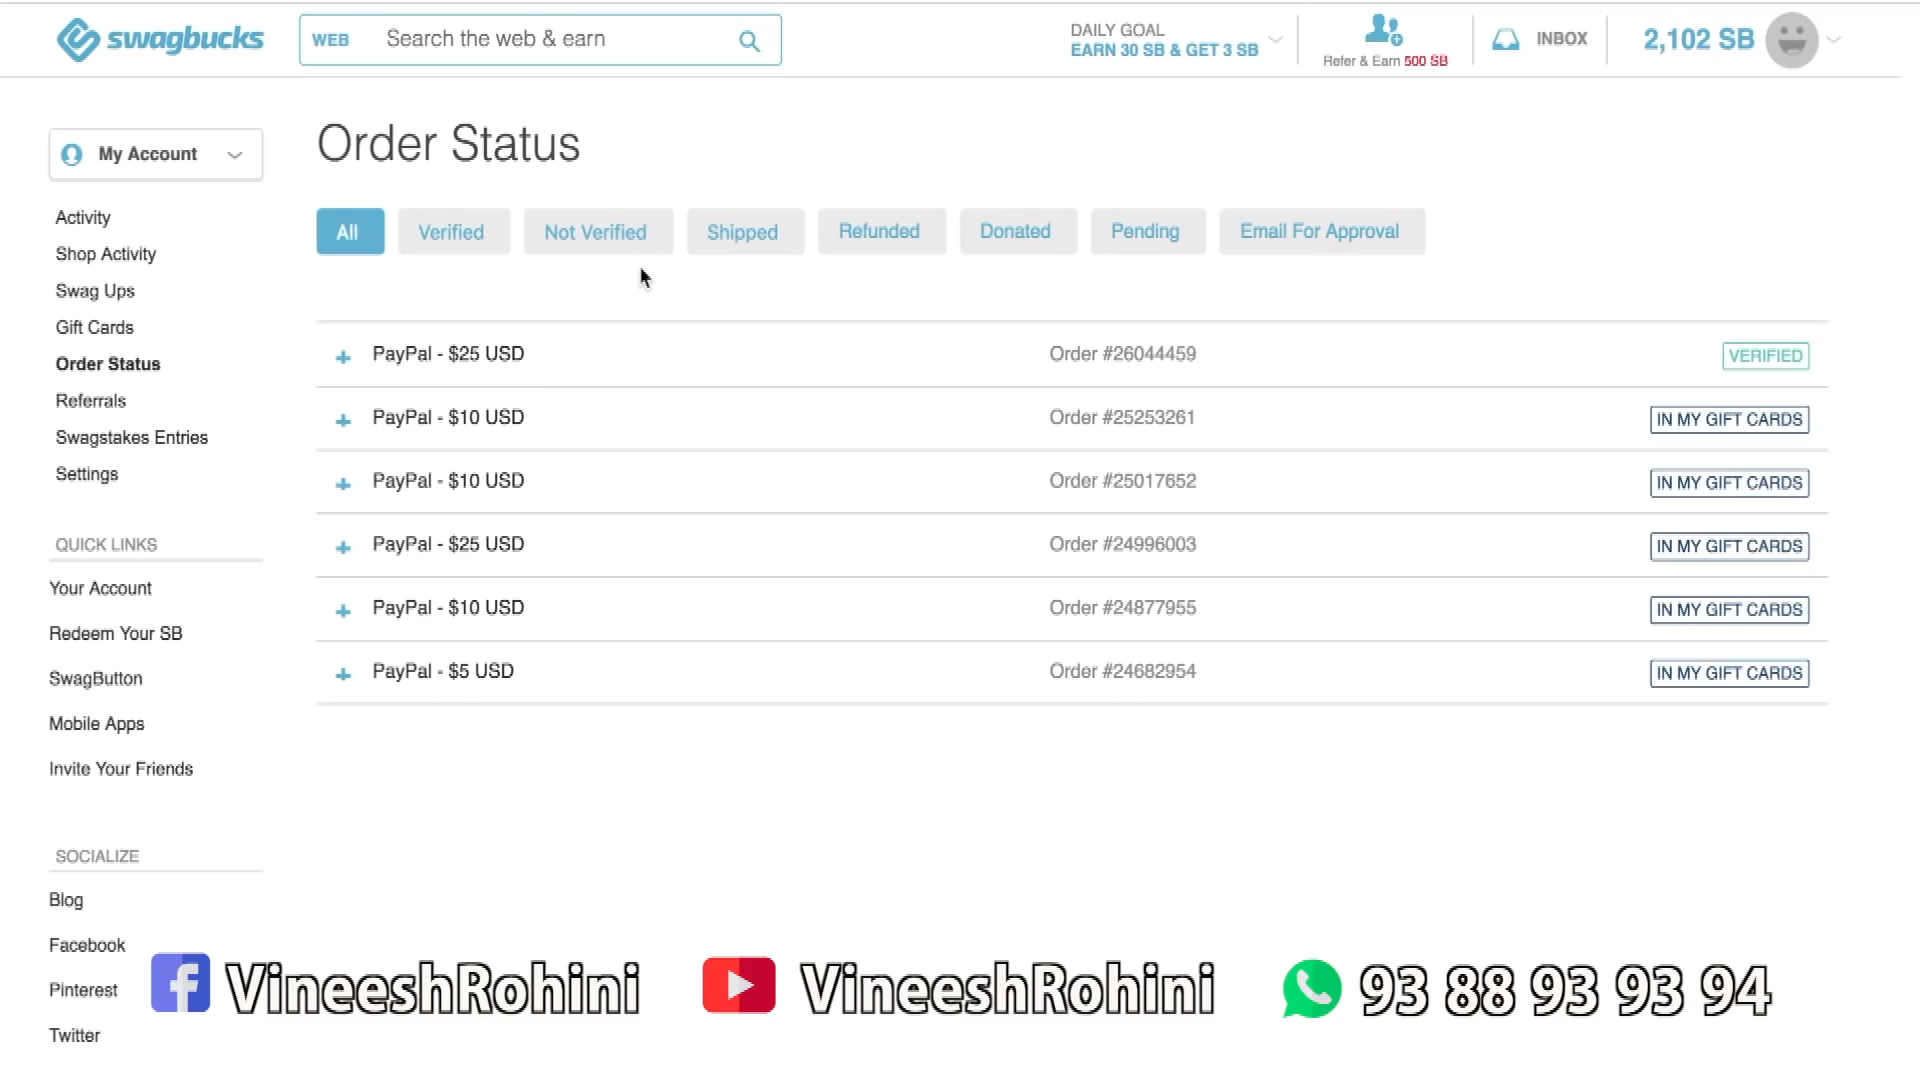 swagbucks
WEB Search the web & earn
DAILY GOAL
EARN 30 SB & GET 3 SB
Refer & Earn 500 SB
INBOX
2,102 SB
My Account
Activity
Shop Activity
Swag Ups
Gift Cards
Order Status
Referrals
Swagstakes Entries
Settings
QUICK LINKS
Your Account
Redeem Your SB
SwagButton
Mobile Apps
Invite Your Friends
SOCIALIZE
Blog
Facebook
Pinterest
Twitter
Order Status
All Verified Not Verified Shipped Refunded Donated Pending Email For Approval
PayPal - $25 USD Order #26044459 VERIFIED
PayPal - $10 USD Order #25253261 IN MY GIFT CARDS
PayPal - $10 USD Order #25017652 IN MY GIFT CARDS
PayPal - $25 USD Order #24996003 IN MY GIFT CARDS
PayPal - $10 USD Order #24877955 IN MY GIFT CARDS
PayPal - $5 USD Order #24682954 IN MY GIFT CARDS
VineeshRohini VineeshRohini 93 88 93 93 94